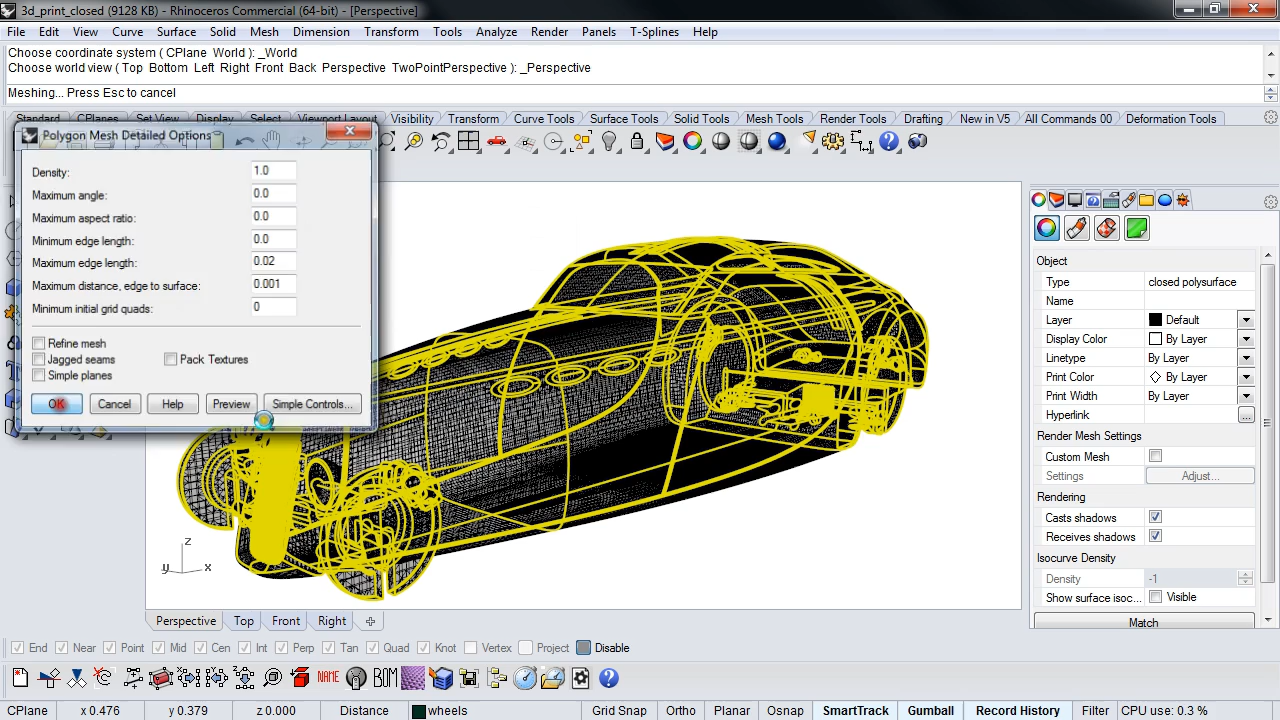 3d_print_closed (9128 KB) - Rhinoceros Commercial (64-bit) - [Perspective]
File Edit View Curve Surface Solid Mesh Dimension Transform Tools Analyze Render Panels T-Splines Help
Choose coordinate system ( CPlane World ): _World
Choose world view ( Top Bottom Left Right Front Back Perspective TwoPointPerspective ): _Perspective
Meshing... Press Esc to cancel
Standard CPlanes Set View Display Select Viewport Layout Visibility Transform Curve Tools Surface Tools Solid Tools Mesh Tools Render Tools Drafting New in V5 All Commands 00 Deformation Tools
Polygon Mesh Detailed Options
Density: 1.0
Maximum angle: 0.0
Maximum aspect ratio: 0.0
Minimum edge length: 0.0
Maximum edge length: 0.02
Maximum distance, edge to surface: 0.001
Minimum initial grid quads: 0
Refine mesh
Jagged seams Pack Textures
Simple planes
OK Cancel Help Preview Simple Controls...
z
y x
Object
Type closed polysurface
Name
Layer Default
Display Color By Layer
Linetype By Layer
Print Color By Layer
Print Width By Layer
Hyperlink ...
Render Mesh Settings
Custom Mesh
Settings Adjust...
Rendering
Casts shadows
Receives shadows
Isocurve Density
Density -1
Show surface isoc... Visible
Match
Perspective Top Front Right
End Near Point Mid Cen Int Perp Tan Quad Knot Vertex Project Disable
NAME BOM
CPlane x 0.476 y 0.379 z 0.000 Distance wheels Grid Snap Ortho Planar Osnap SmartTrack Gumball Record History Filter CPU use: 0.3 %